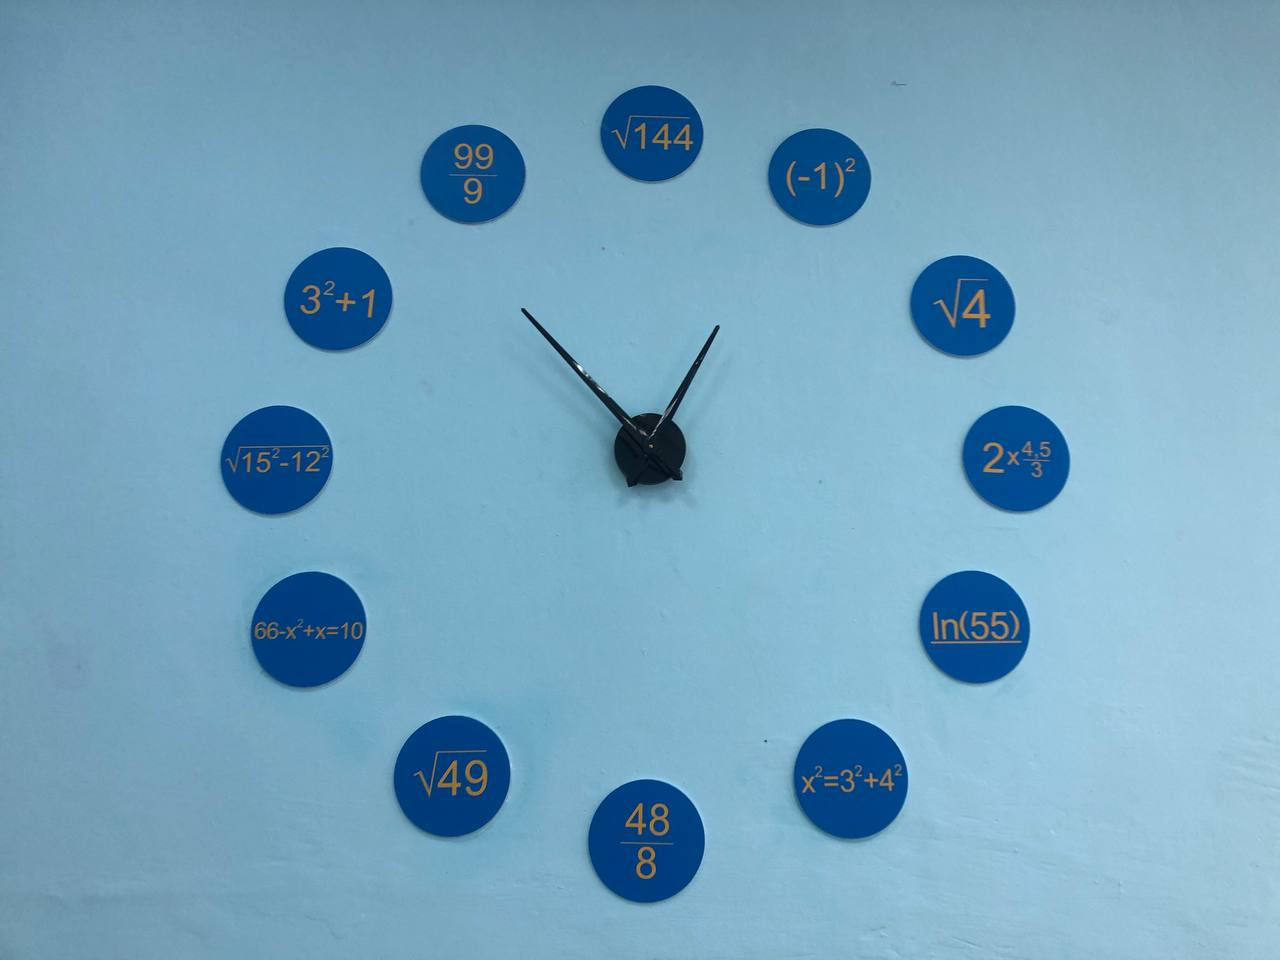 √144
(-1)²
√4
2x4,5/3
ln(55)
x²=3²+4²
48/8
√49
66-x²+x=10
√15²-12²
3²+1
99/9